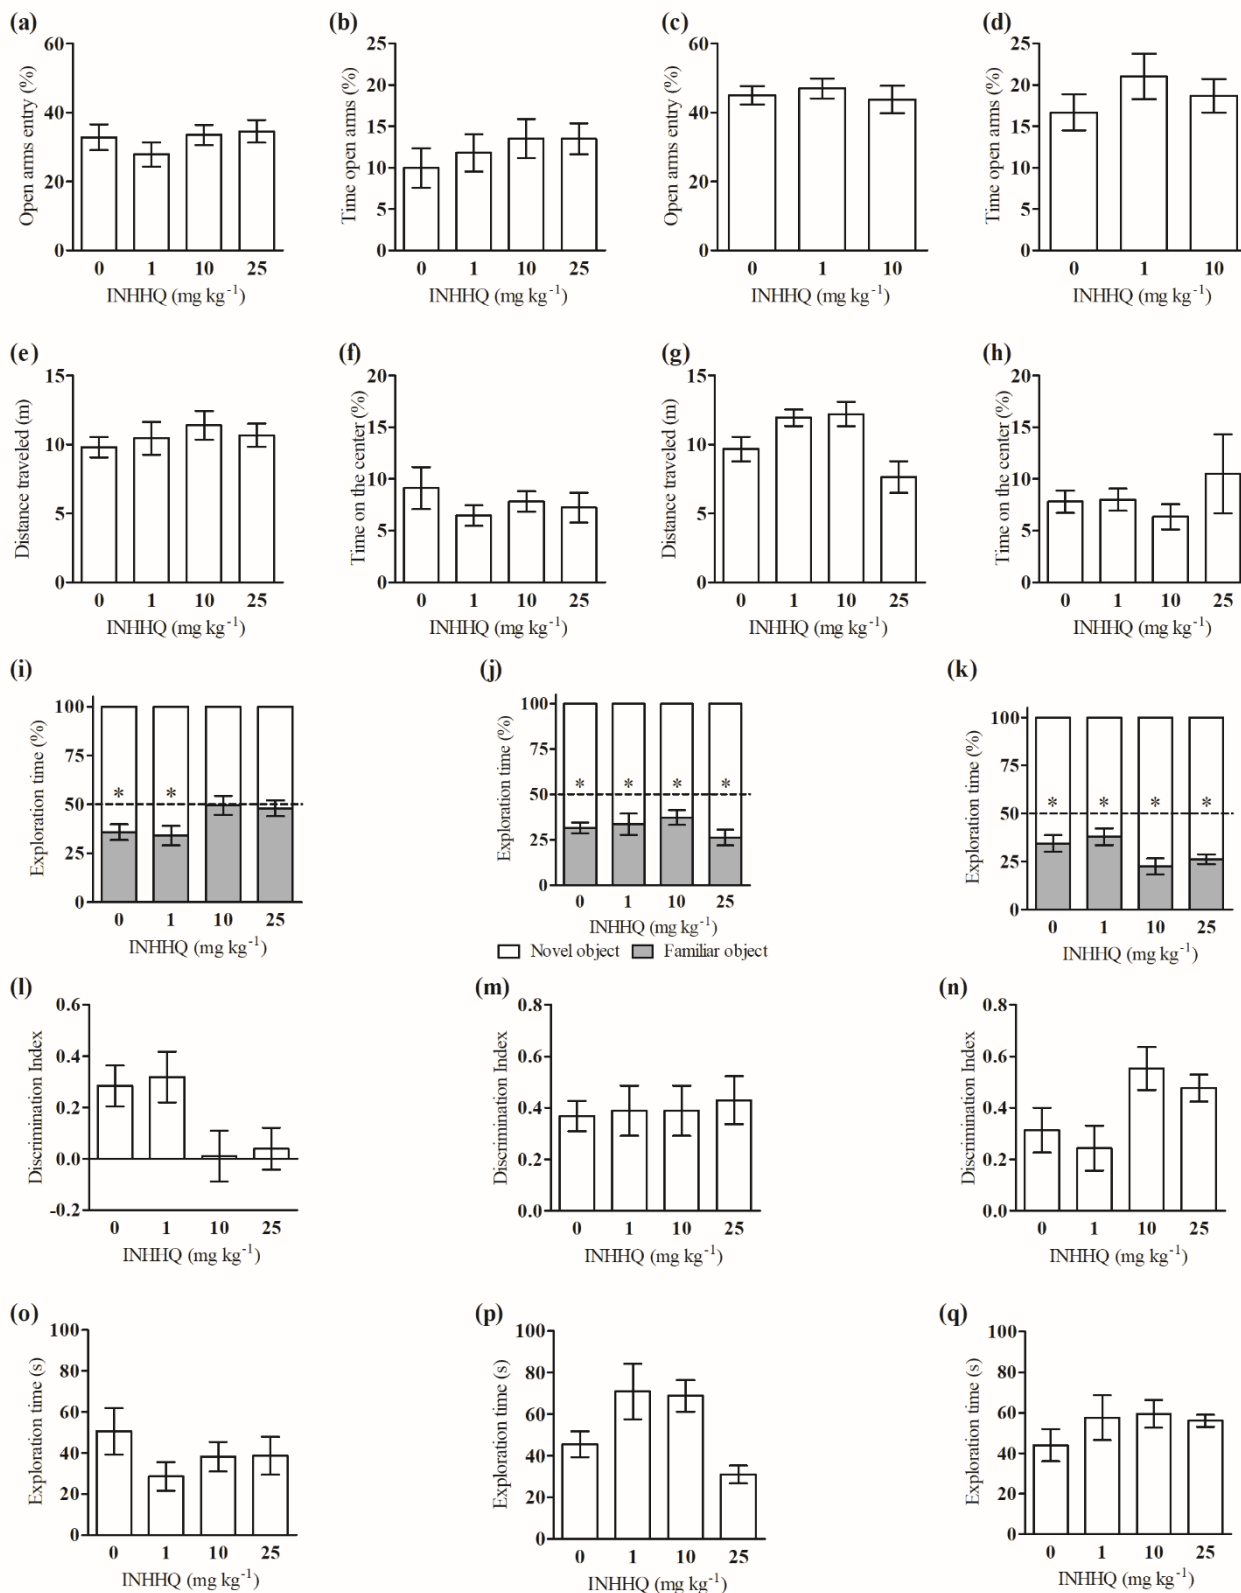 (a)
Open arms entry (%)
60
40
20
0
0 1 10 25
INHHQ (mg kg-1)
(b)
Time open arms (%)
25
20
15
10
5
0
0 1 10 25
INHHQ (mg kg-1)
(c)
Open arms entry (%)
60
40
20
0
0 1 10
INHHQ (mg kg-1)
(d)
Time open arms (%)
25
20
15
10
5
0
0 1 10
INHHQ (mg kg-1)
(e)
Distance traveled (m)
15
10
5
0
0 1 10 25
INHHQ (mg kg-1)
(f)
Time on the center (%)
20
15
10
5
0
0 1 10 25
INHHQ (mg kg-1)
(g)
Distance traveled (m)
15
10
5
0
0 1 10 25
INHHQ (mg kg-1)
(h)
Time on the center (%)
20
15
10
5
0
0 1 10 25
INHHQ (mg kg-1)
(i)
Exploration time (%)
100
75
50
25
0
* *
0 1 10 25
INHHQ (mg kg-1)
(j)
Exploration time (%)
100
75
50
25
0
* * * *
0 1 10 25
INHHQ (mg kg-1)
Novel object Familiar object
(k)
Exploration time (%)
100
75
50
25
0
* * * *
0 1 10 25
INHHQ (mg kg-1)
(l)
Discrimination Index
0.6
0.4
0.2
0.0
-0.2
0 1 10 25
INHHQ (mg kg-1)
(m)
Discrimination Index
0.8
0.6
0.4
0.2
0.0
0 1 10 25
INHHQ (mg kg-1)
(n)
Discrimination Index
0.8
0.6
0.4
0.2
0.0
0 1 10 25
INHHQ (mg kg-1)
(o)
Exploration time (s)
100
80
60
40
20
0
0 1 10 25
INHHQ (mg kg-1)
(p)
Exploration time (s)
100
80
60
40
20
0
0 1 10 25
INHHQ (mg kg-1)
(q)
Exploration time (s)
100
80
60
40
20
0
0 1 10 25
INHHQ (mg kg-1)